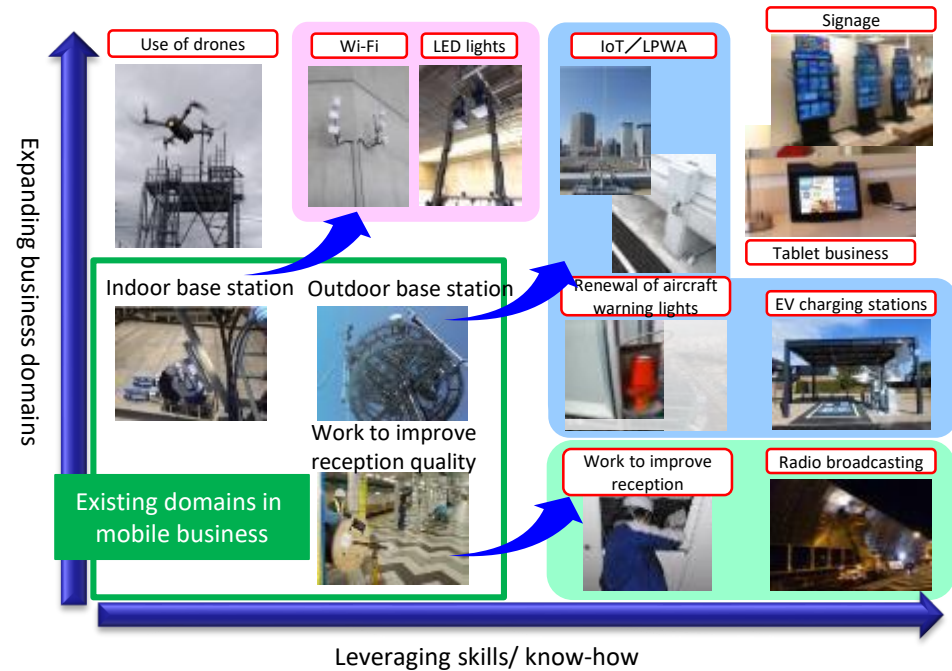 Signage
Use of drones
Wi-Fi
LED lights
IoT／LPWA
Tablet business
Indoor base station
Outdoor base station
Renewal of aircraft
warning lights
EV charging stations
Work to improve
reception quality
Work to improve
reception
Radio broadcasting
Existing domains in
mobile business
Expanding business domains
Leveraging skills/ know-how